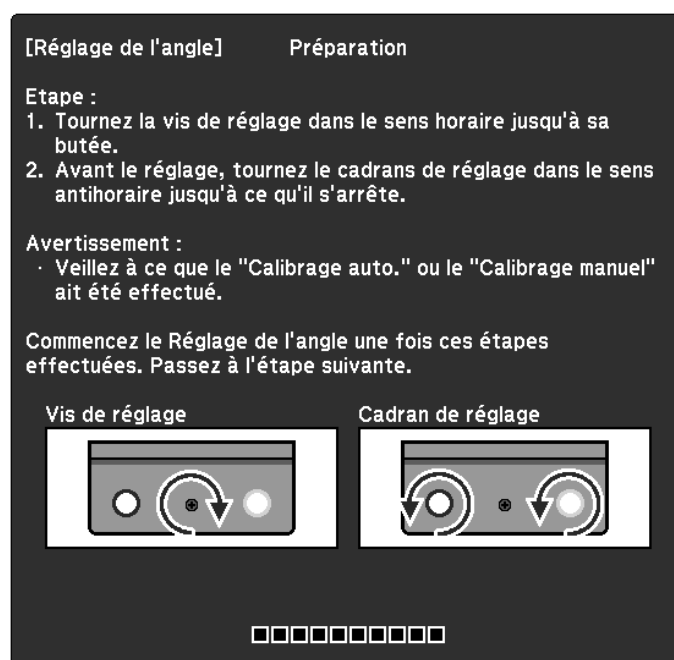 [Réglage de l'angle] Préparation
Etape :
1. Tournez la vis de réglage dans le sens horaire jusqu'à sa
butée.
2. Avant le réglage, tournez le cadrans de réglage dans le sens
antihoraire jusqu'à ce qu'il s'arrête.
Avertissement :
· Veillez à ce que le "Calibrage auto." ou le "Calibrage manuel"
ait été effectué.
Commencez le Réglage de l'angle une fois ces étapes
effectuées. Passez à l'étape suivante.
Vis de réglage Cadran de réglage